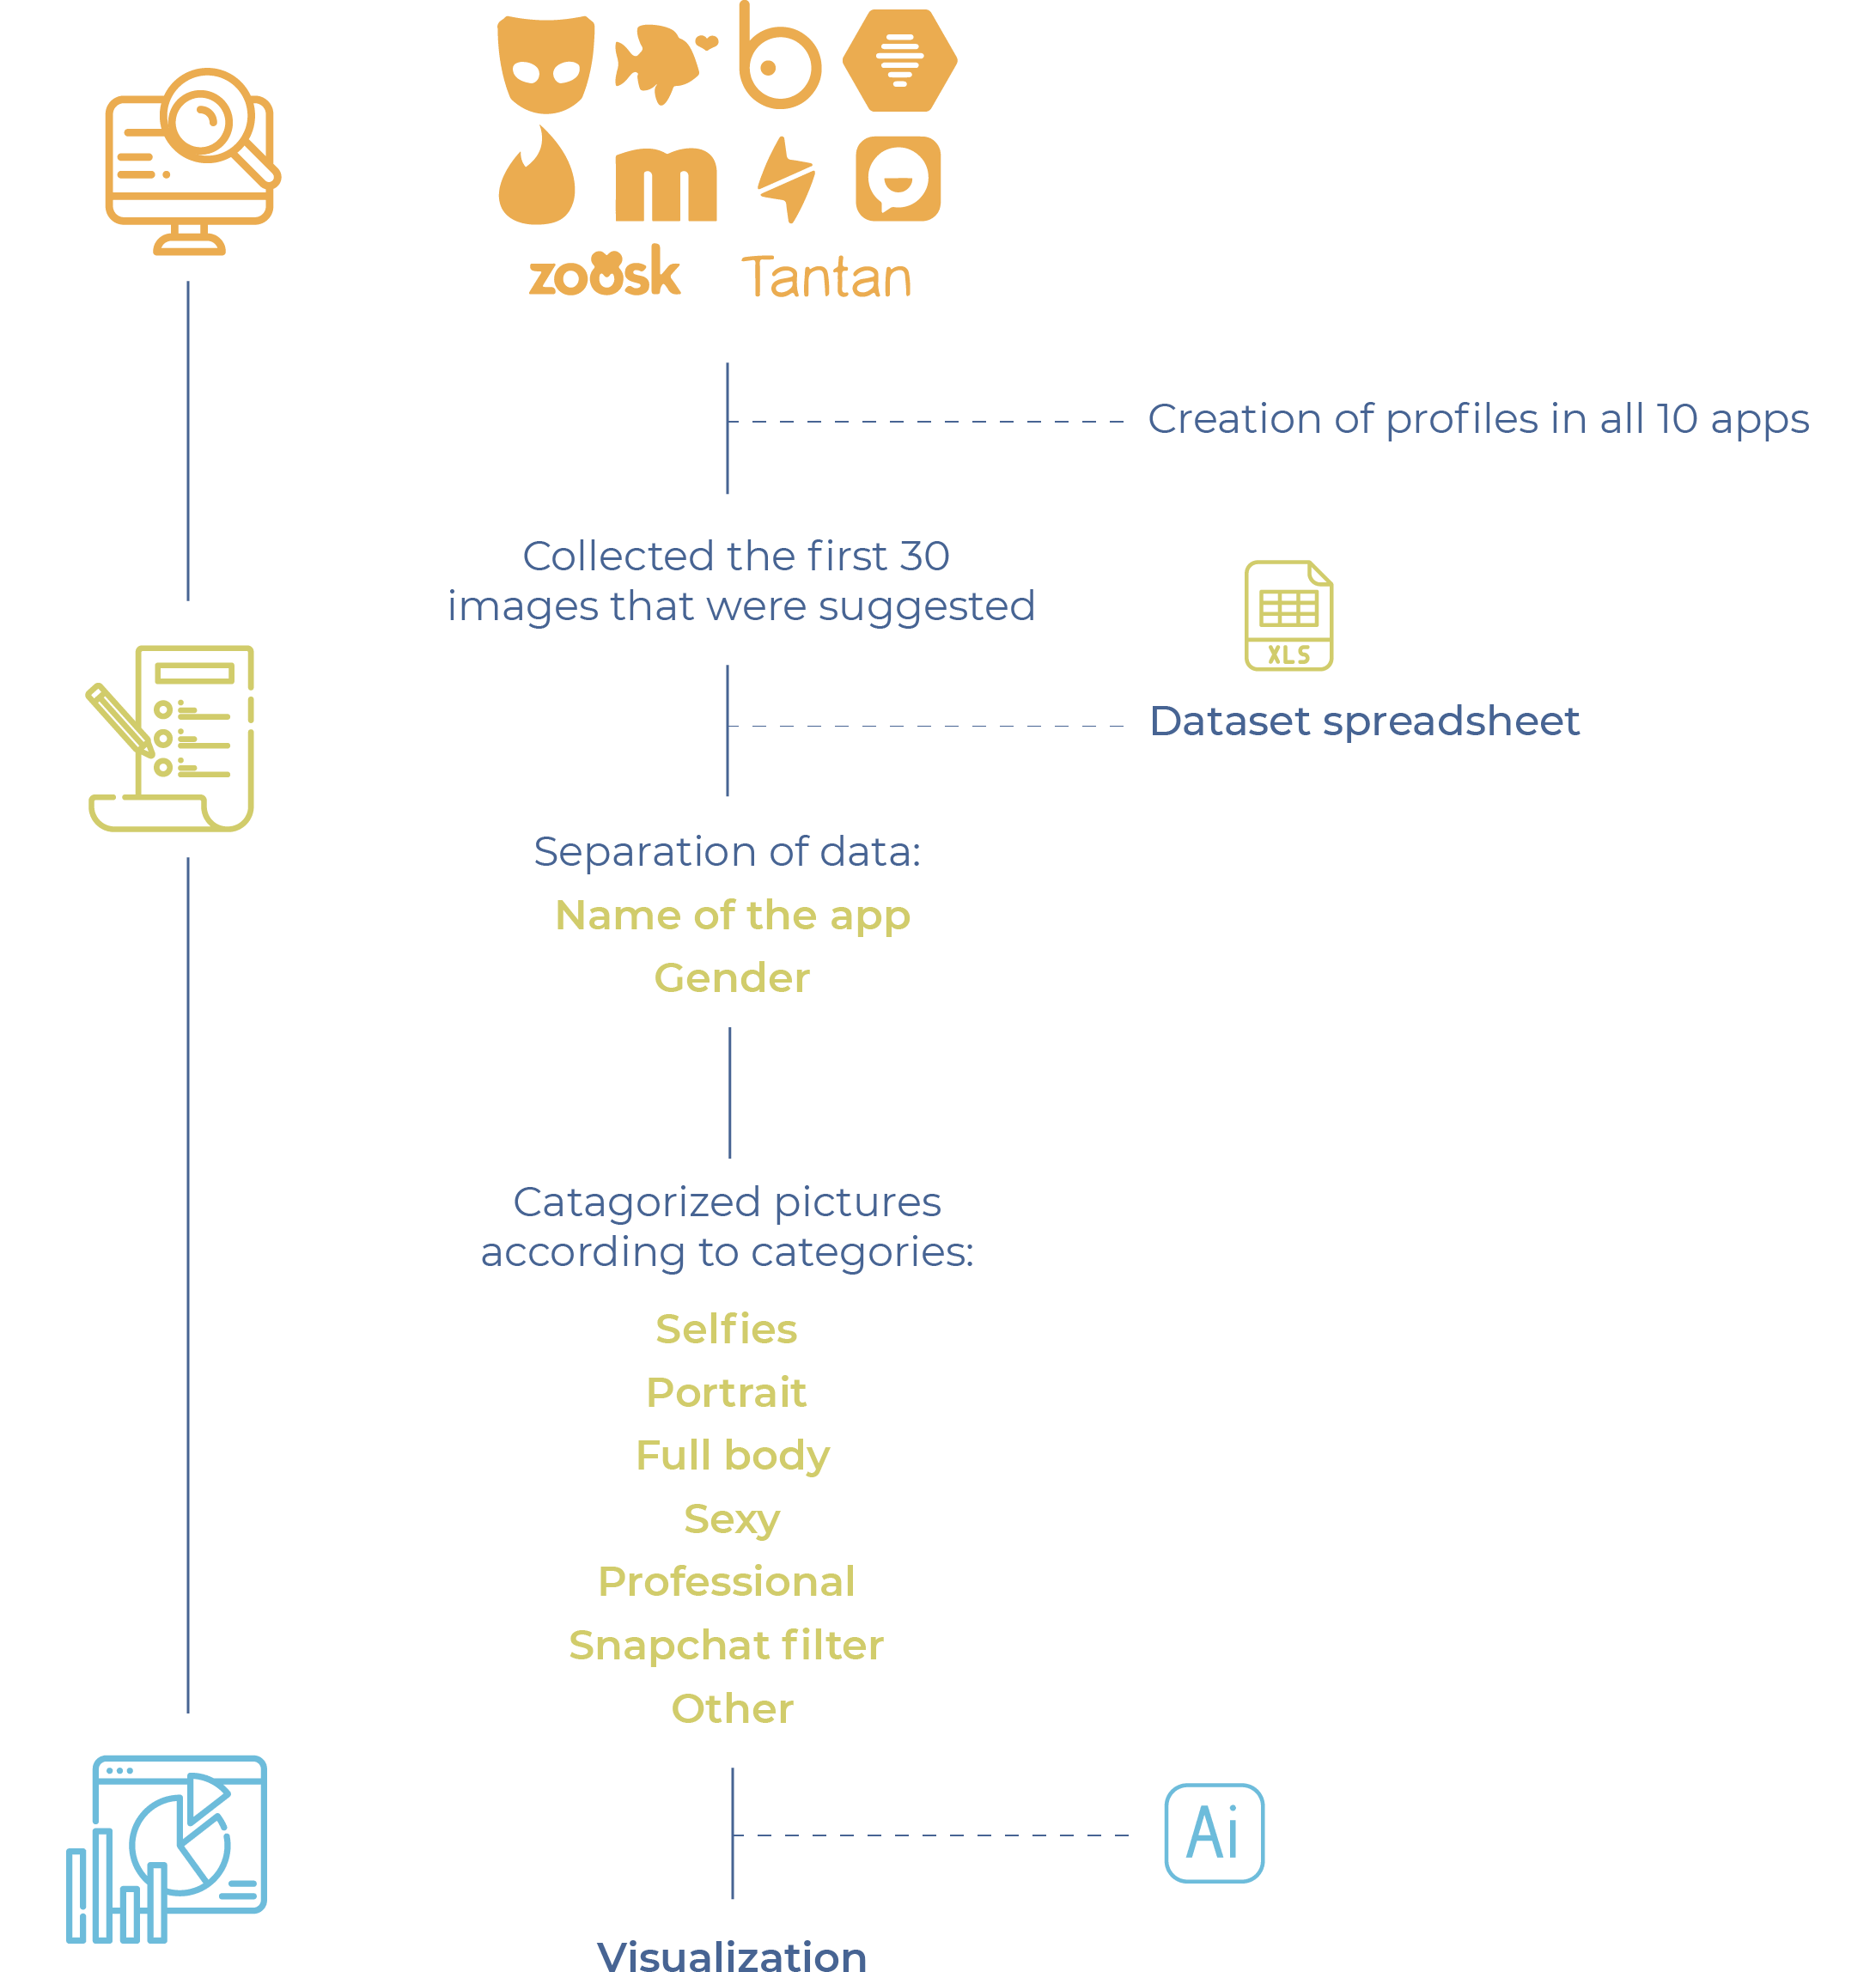 zoosk
Tantan
Creation of profiles in all 10 apps
Collected the first 30
images that were suggested
XLS
Dataset spreadsheet
Separation of data:
Name of the app
Gender
Catagorized pictures
according to categories:
Selfies
Portrait
Full body
Sexy
Professional
Snapchat filter
Other
Ai
Visualization